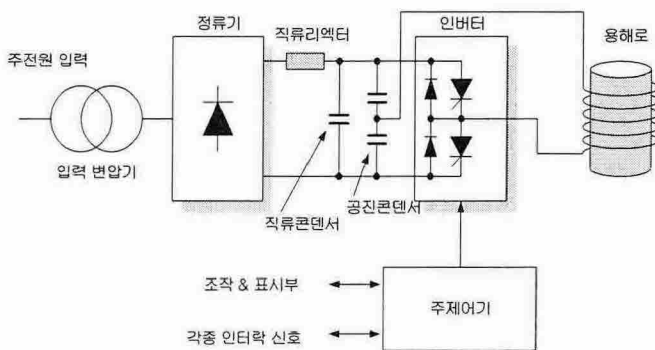 정류기
직류리엑터
인버터
용해로
주전원 입력
입력 변압기
직류콘덴서
공진콘덴서
조작 & 표시부
주제어기
각종 인터락 신호